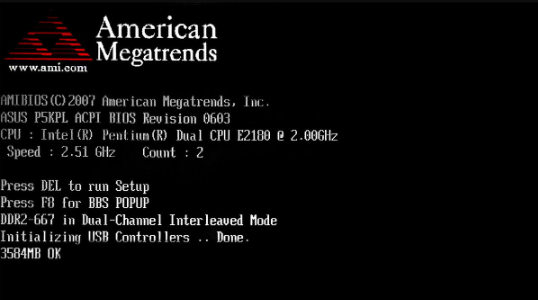 American
Megatrends
www.ami.com
AMIBIOS(C)2007 American Megatrends, Inc.
ASUS P5KPL ACPI BIOS Revision 0603
CPU : Intel(R) Pentium(R) Dual CPU E2180 @ 2.00GHz
Speed : 2.51 GHz Count : 2
Press DEL to run Setup
Press F8 for BBS POPUP
DDR2-667 in Dual-Channel Interleaved Mode
Initializing USB Controllers .. Done.
3584MB OK